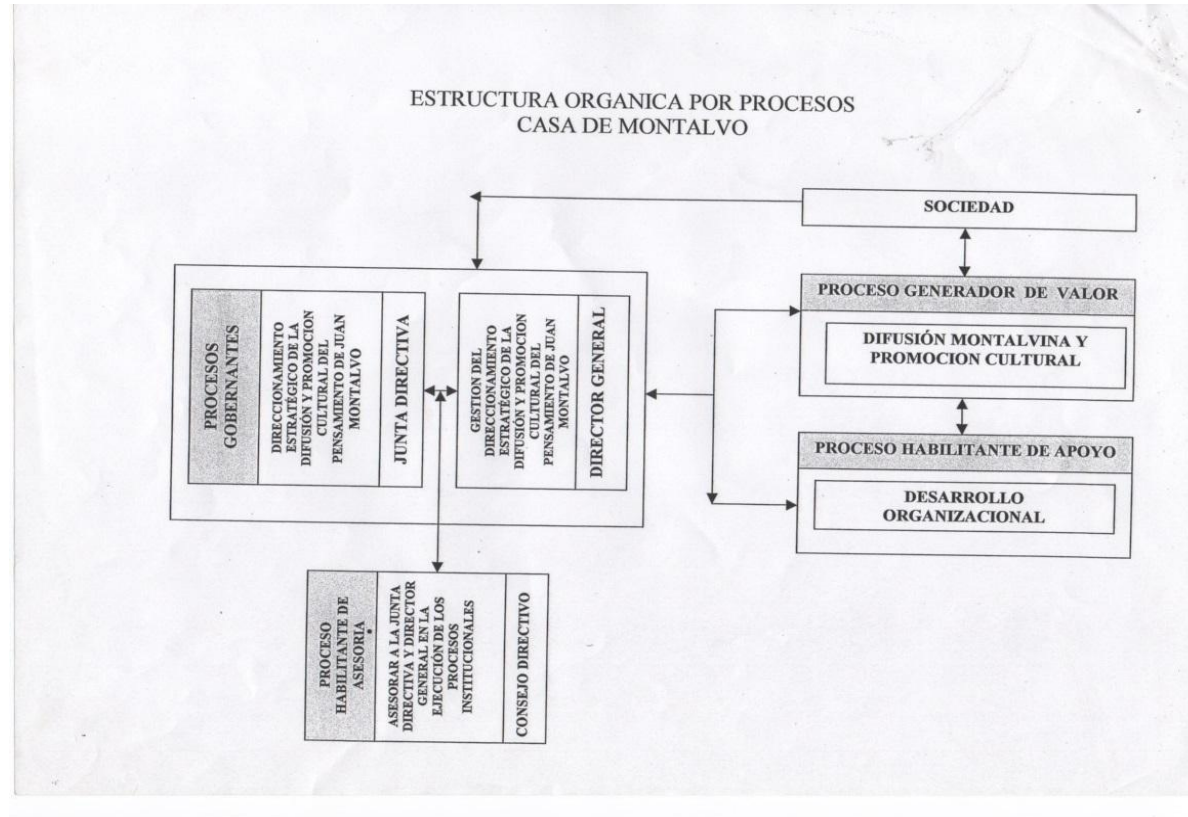 ESTRUCTURA ORGANICA POR PROCESOS
CASA DE MONTALVO
SOCIEDAD
PROCESOS
GOBERNANTES
DIRECCIONAMIENTO
ESTRATÉGICO DE LA
DIFUSIÓN Y PROMOCION
CULTURAL DEL
PENSAMIENTO DE JUAN
MONTALVO
JUNTA DIRECTIVA
GESTION DEL
DIRECCIONAMIENTO
ESTRATÉGICO DE LA
DIFUSIÓN Y PROMOCION
CULTURAL DEL
PENSAMIENTO DE JUAN
MONTALVO
DIRECTOR GENERAL
PROCESO GENERADOR DE VALOR
DIFUSIÓN MONTALVINA Y
PROMOCION CULTURAL
PROCESO HABILITANTE DE APOYO
DESARROLLO
ORGANIZACIONAL
PROCESO
HABILITANTE DE
ASESORIA
ASESORAR A LA JUNTA
DIRECTIVA Y DIRECTOR
GENERAL EN LA
EJECUCIÓN DE LOS
PROCESOS
INSTITUCIONALES
CONSEJO DIRECTIVO